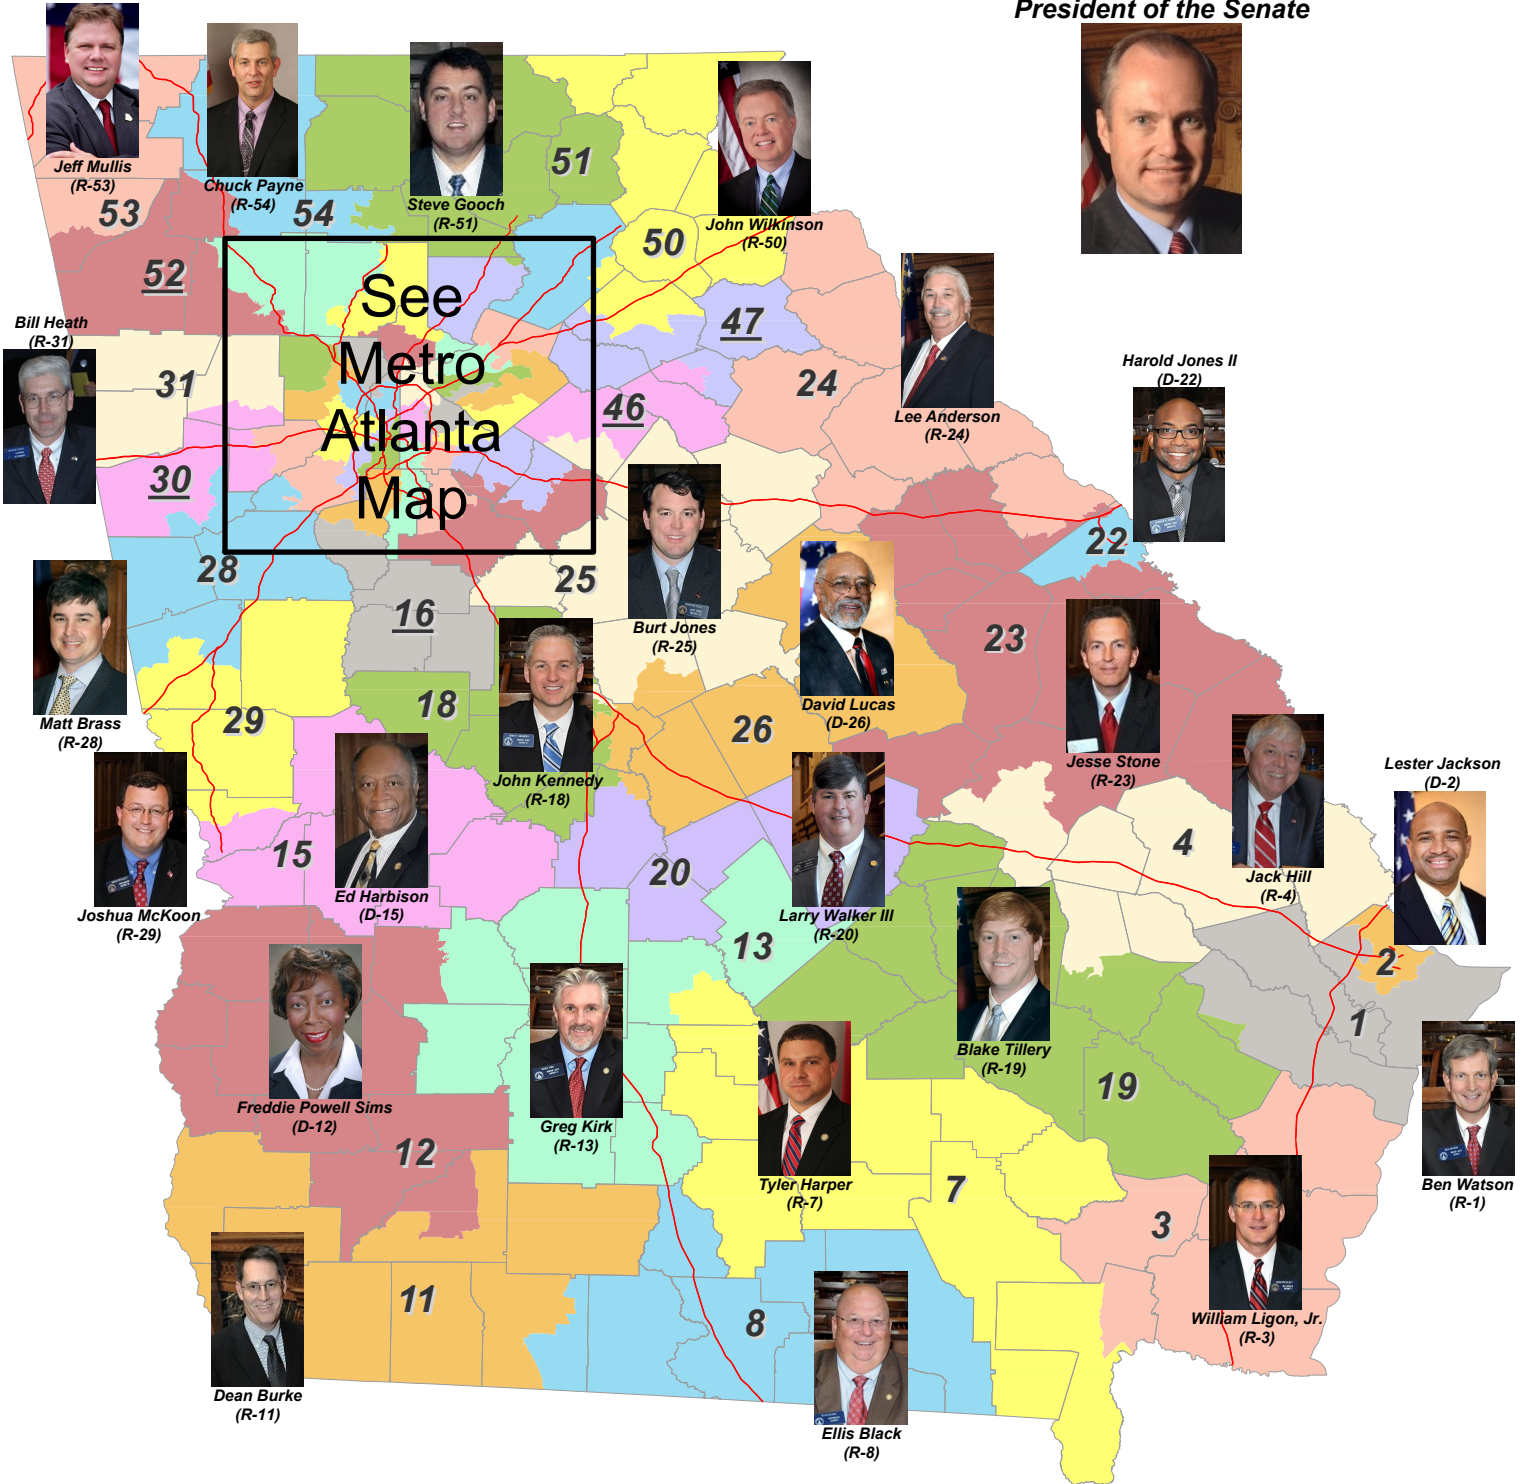 President of the Senate
Jeff Mullis
(R-53)
Chuck Payne
(R-54)
Steve Gooch
(R-51)
John Wilkinson
(R-50)
51
53
54
50
52
47
Bill Heath
(R-31)
See
Metro
Atlanta
Map
31
24
46
Lee Anderson
(R-24)
Harold Jones II
(D-22)
30
22
28
25
16
Burt Jones
(R-25)
23
Matt Brass
(R-28)
29
18
26
David Lucas
(D-26)
Jesse Stone
(R-23)
John Kennedy
(R-18)
Lester Jackson
(D-2)
15
20
4
Ed Harbison
(D-15)
Joshua McKoon
(R-29)
Larry Walker III
(R-20)
Jack Hill
(R-4)
13
2
1
Blake Tillery
(R-19)
19
Freddie Powell Sims
(D-12)
Greg Kirk
(R-13)
12
Tyler Harper
(R-7)
7
Ben Watson
(R-1)
3
11
8
William Ligon, Jr.
(R-3)
Dean Burke
(R-11)
Ellis Black
(R-8)